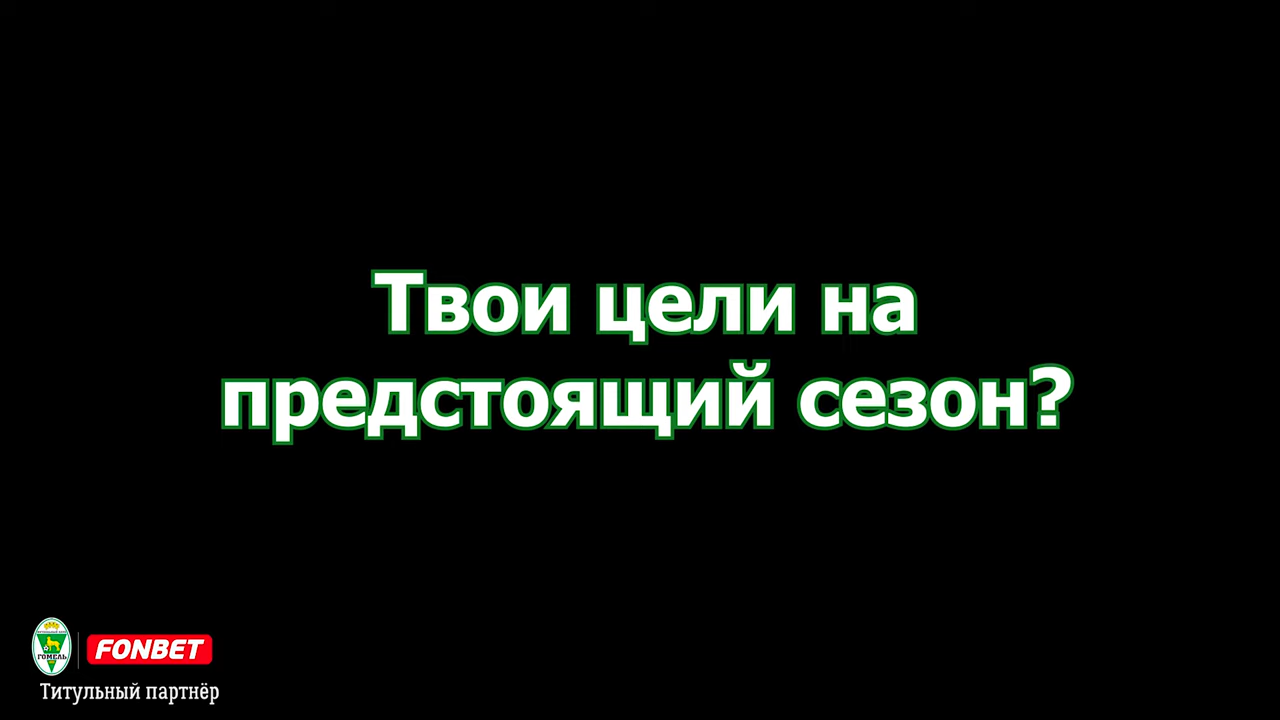 Твои цели на
предстоящий сезон?
ГОМЕЛЬ
FONBET
Титульный партнёр